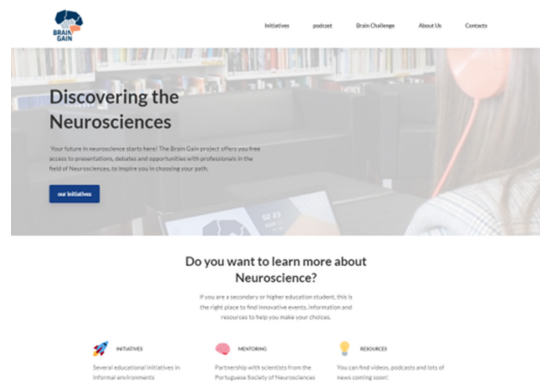 BRAIN
GAIN
Initiatives podcast Brain Challenge About Us Contacts
Discovering the
Neurosciences
Your future in neuroscience starts here! The Brain Gain project offers you free
access to presentations, debates and opportunities with professionals in the
field of Neurosciences, to inspire you in choosing your path.
our initiatives
Do you want to learn more about
Neuroscience?
If you are a secondary or higher education student, this is
the right place to find innovative events, information and
resources to help you make your choices.
INITIATIVES
Several educational initiatives in
informal environments
MENTORING
Partnership with scientists from the
Portuguese Society of Neurosciences
RESOURCES
You can find videos, podcasts and lots of
news coming soon!